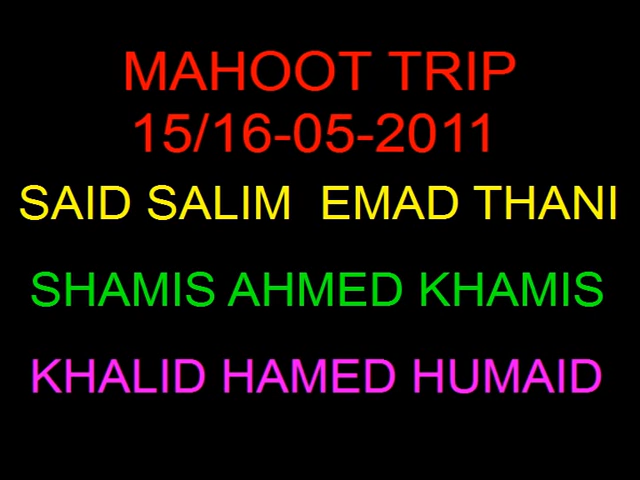 MAHOOT TRIP
15/16-05-2011
SAID SALIM  EMAD THANI
SHAMIS AHMED KHAMIS
KHALID HAMED HUMAID